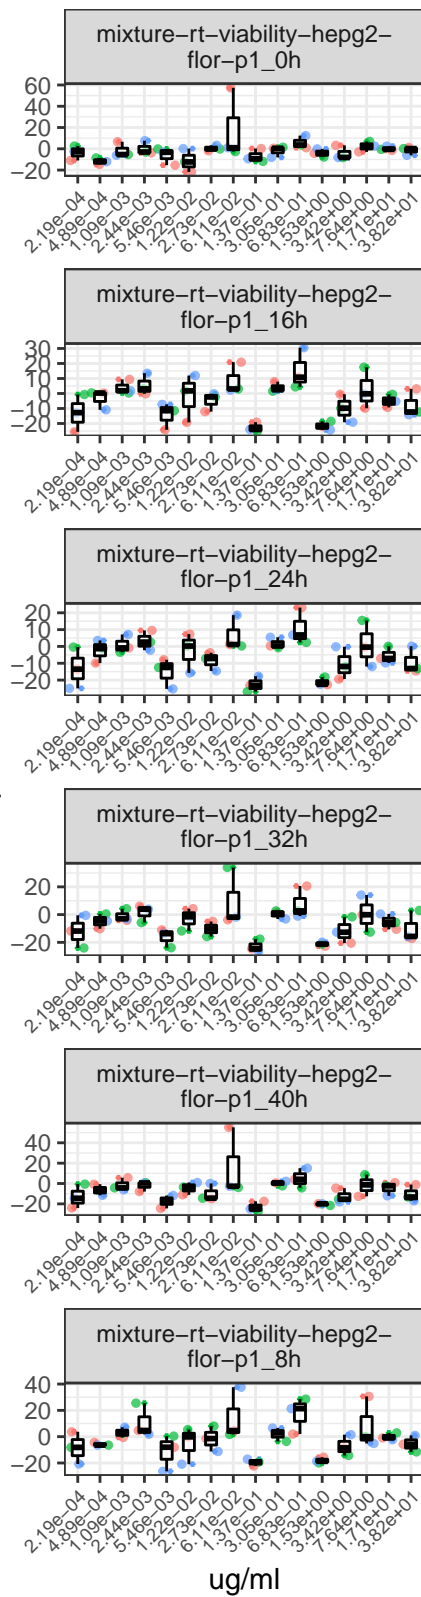 mixture−rt−viability−hepg2−
flor−p1_0h
60
40
20
0
−20
2.19e−04
4.89e−04
1.09e−03
2.44e−03
5.46e−03
1.22e−02
2.73e−02
6.11e−02
1.37e−01
3.05e−01
6.83e−01
1.53e+00
3.42e+00
7.64e+00
1.71e+01
3.82e+01
mixture−rt−viability−hepg2−
flor−p1_16h
30
20
10
0
−10
−20
2.19e−04
4.89e−04
1.09e−03
2.44e−03
5.46e−03
1.22e−02
2.73e−02
6.11e−02
1.37e−01
3.05e−01
6.83e−01
1.53e+00
3.42e+00
7.64e+00
1.71e+01
3.82e+01
mixture−rt−viability−hepg2−
flor−p1_24h
20
10
0
−10
−20
2.19e−04
4.89e−04
1.09e−03
2.44e−03
5.46e−03
1.22e−02
2.73e−02
6.11e−02
1.37e−01
3.05e−01
6.83e−01
1.53e+00
3.42e+00
7.64e+00
1.71e+01
3.82e+01
mixture−rt−viability−hepg2−
flor−p1_32h
20
0
−20
2.19e−04
4.89e−04
1.09e−03
2.44e−03
5.46e−03
1.22e−02
2.73e−02
6.11e−02
1.37e−01
3.05e−01
6.83e−01
1.53e+00
3.42e+00
7.64e+00
1.71e+01
3.82e+01
mixture−rt−viability−hepg2−
flor−p1_40h
40
20
0
−20
2.19e−04
4.89e−04
1.09e−03
2.44e−03
5.46e−03
1.22e−02
2.73e−02
6.11e−02
1.37e−01
3.05e−01
6.83e−01
1.53e+00
3.42e+00
7.64e+00
1.71e+01
3.82e+01
mixture−rt−viability−hepg2−
flor−p1_8h
40
20
0
−20
2.19e−04
4.89e−04
1.09e−03
2.44e−03
5.46e−03
1.22e−02
2.73e−02
6.11e−02
1.37e−01
3.05e−01
6.83e−01
1.53e+00
3.42e+00
7.64e+00
1.71e+01
3.82e+01
ug/ml